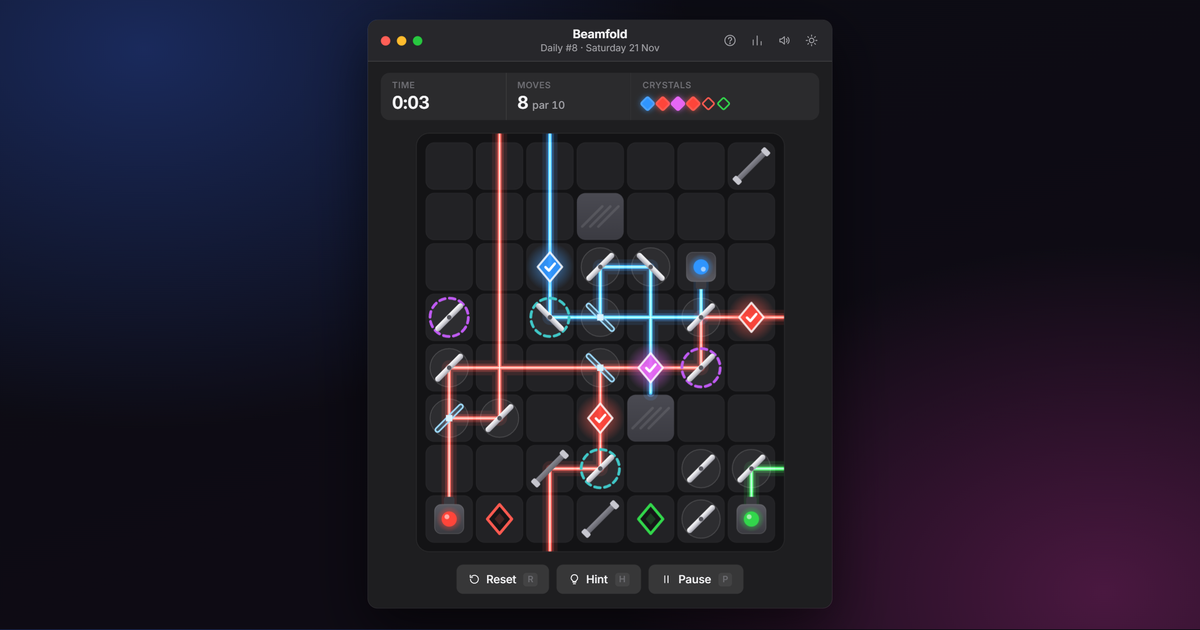 Beamfold
Daily #8 · Saturday 21 Nov
TIME
0:03
MOVES
8 par 10
CRYSTALS
Reset R
Hint H
Pause P